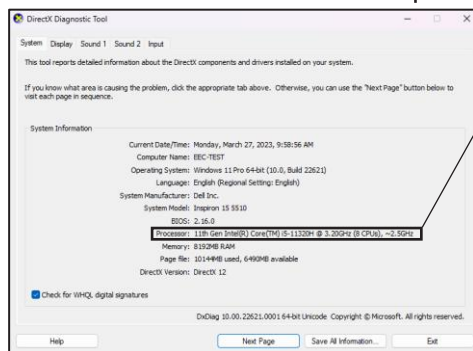 DirectX Diagnostic Tool
System Display Sound 1 Sound 2 Input
This tool reports detailed information about the DirectX components and drivers installed on your system.
If you know what area is causing the problem, click the appropriate tab above. Otherwise, you can use the "Next Page" button below to
visit each page in sequence.
System Information
Current Date/Time: Monday, March 27, 2023, 9:58:56 AM
Computer Name: EEC-TEST
Operating System: Windows 11 Pro 64-bit (10.0, Build 22621)
Language: English (Regional Setting: English)
System Manufacturer: Dell Inc.
System Model: Inspiron 15 5510
BIOS: 2.16.0
Processor: 11th Gen Intel(R) Core(TM) i5-11320H @ 3.20GHz (8 CPUs), ~2.5GHz
Memory: 8192MB RAM
Page file: 10144MB used, 6490MB available
DirectX Version: DirectX 12
Check for WHQL digital signatures
DxDiag 10.00.22621.0001 64-bit Unicode Copyright © Microsoft. All rights reserved.
Help Next Page Save All Information... Exit